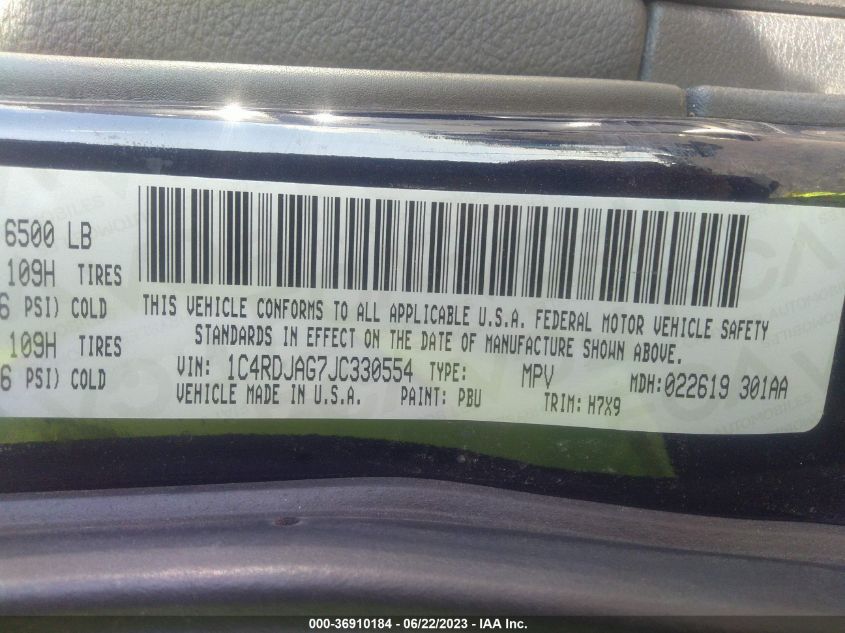 6500 LB
109H TIRES
6 PSI) COLD
109H TIRES
6 PSI) COLD
THIS VEHICLE CONFORMS TO ALL APPLICABLE U.S.A. FEDERAL MOTOR VEHICLE SAFETY
STANDARDS IN EFFECT ON THE DATE OF MANUFACTURE SHOWN ABOVE.
VIN: 1C4RDJAG7JC330554 TYPE: MPV MDH: 022619 301AA
VEHICLE MADE IN U.S.A. PAINT: PBU TRIM: H7X9
000-36910184 - 06/22/2023 - IAA Inc.